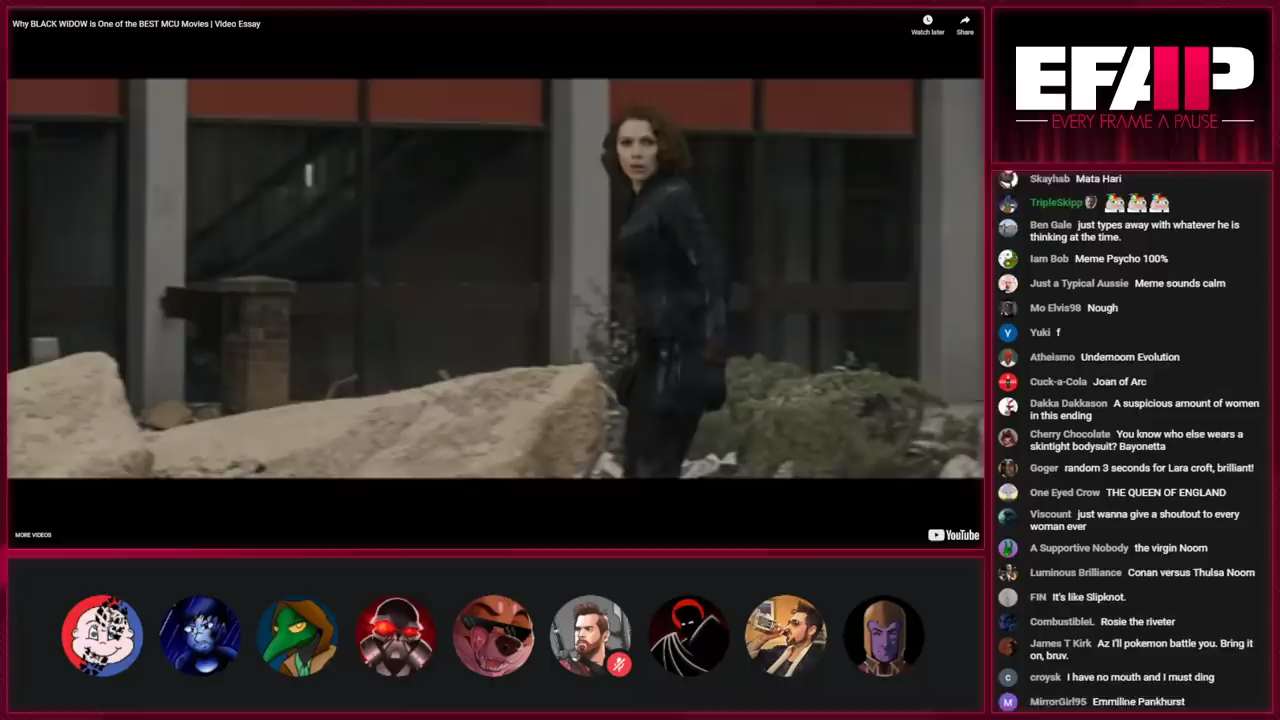 Why BLACK WIDOW is One of the BEST MCU Movies | Video Essay
Watch later
Share
MORE VIDEOS
YouTube
EFAP
EVERY FRAME A PAUSE
Skayhab Mata Hari
TripleSkipp
Ben Gale just types away with whatever he is
thinking at the time.
Iam Bob Meme Psycho 100%
Just a Typical Aussie Meme sounds calm
Mo Elvis98 Nough
Y
Yuki f
Atheismo Undernoom Evolution
Cuck-a-Cola Joan of Arc
Dakka Dakkason A suspicious amount of women
in this ending
Cherry Chocolate You know who else wears a
skintight bodysuit? Bayonetta
Goger random 3 seconds for Lara croft, brilliant!
One Eyed Crow THE QUEEN OF ENGLAND
Viscount just wanna give a shoutout to every
woman ever
A Supportive Nobody the virgin Noom
Luminous Brilliance Conan versus Thulsa Noom
FIN It's like Slipknot.
CombustibleL Rosie the riveter
James T Kirk Az I'll pokemon battle you. Bring it
on, bruv.
c
croysk I have no mouth and I must ding
M
MirrorGirl95 Emmiline Pankhurst